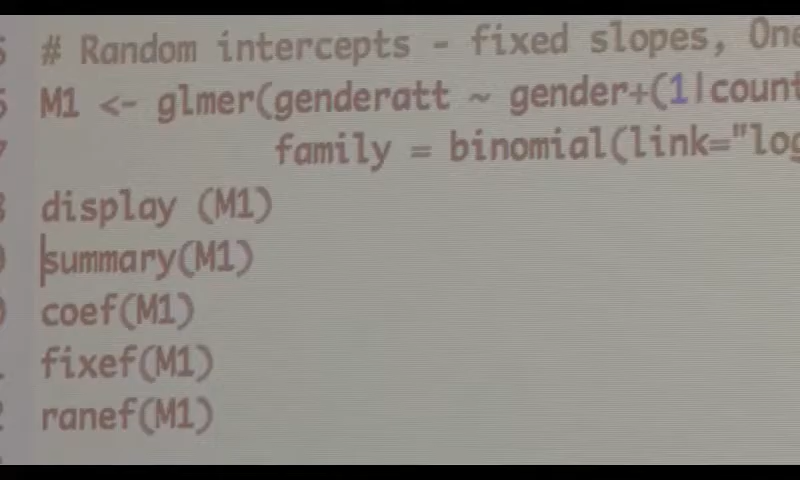 # Random intercepts - fixed slopes, One
M1 <- glmer(genderatt ~ gender+(1|count
family = binomial(link="log
display (M1)
summary(M1)
coef(M1)
fixef(M1)
ranef(M1)